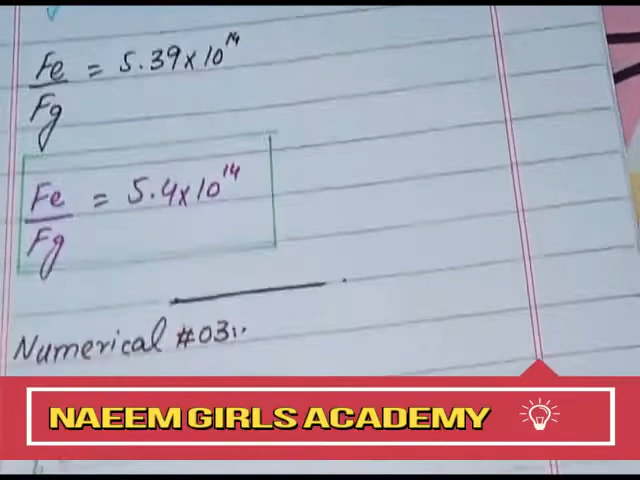 Fe/Fg = 5.39×10¹⁴
Fe/Fg = 5.4×10¹⁴
Numerical #03:.
NAEEM GIRLS ACADEMY